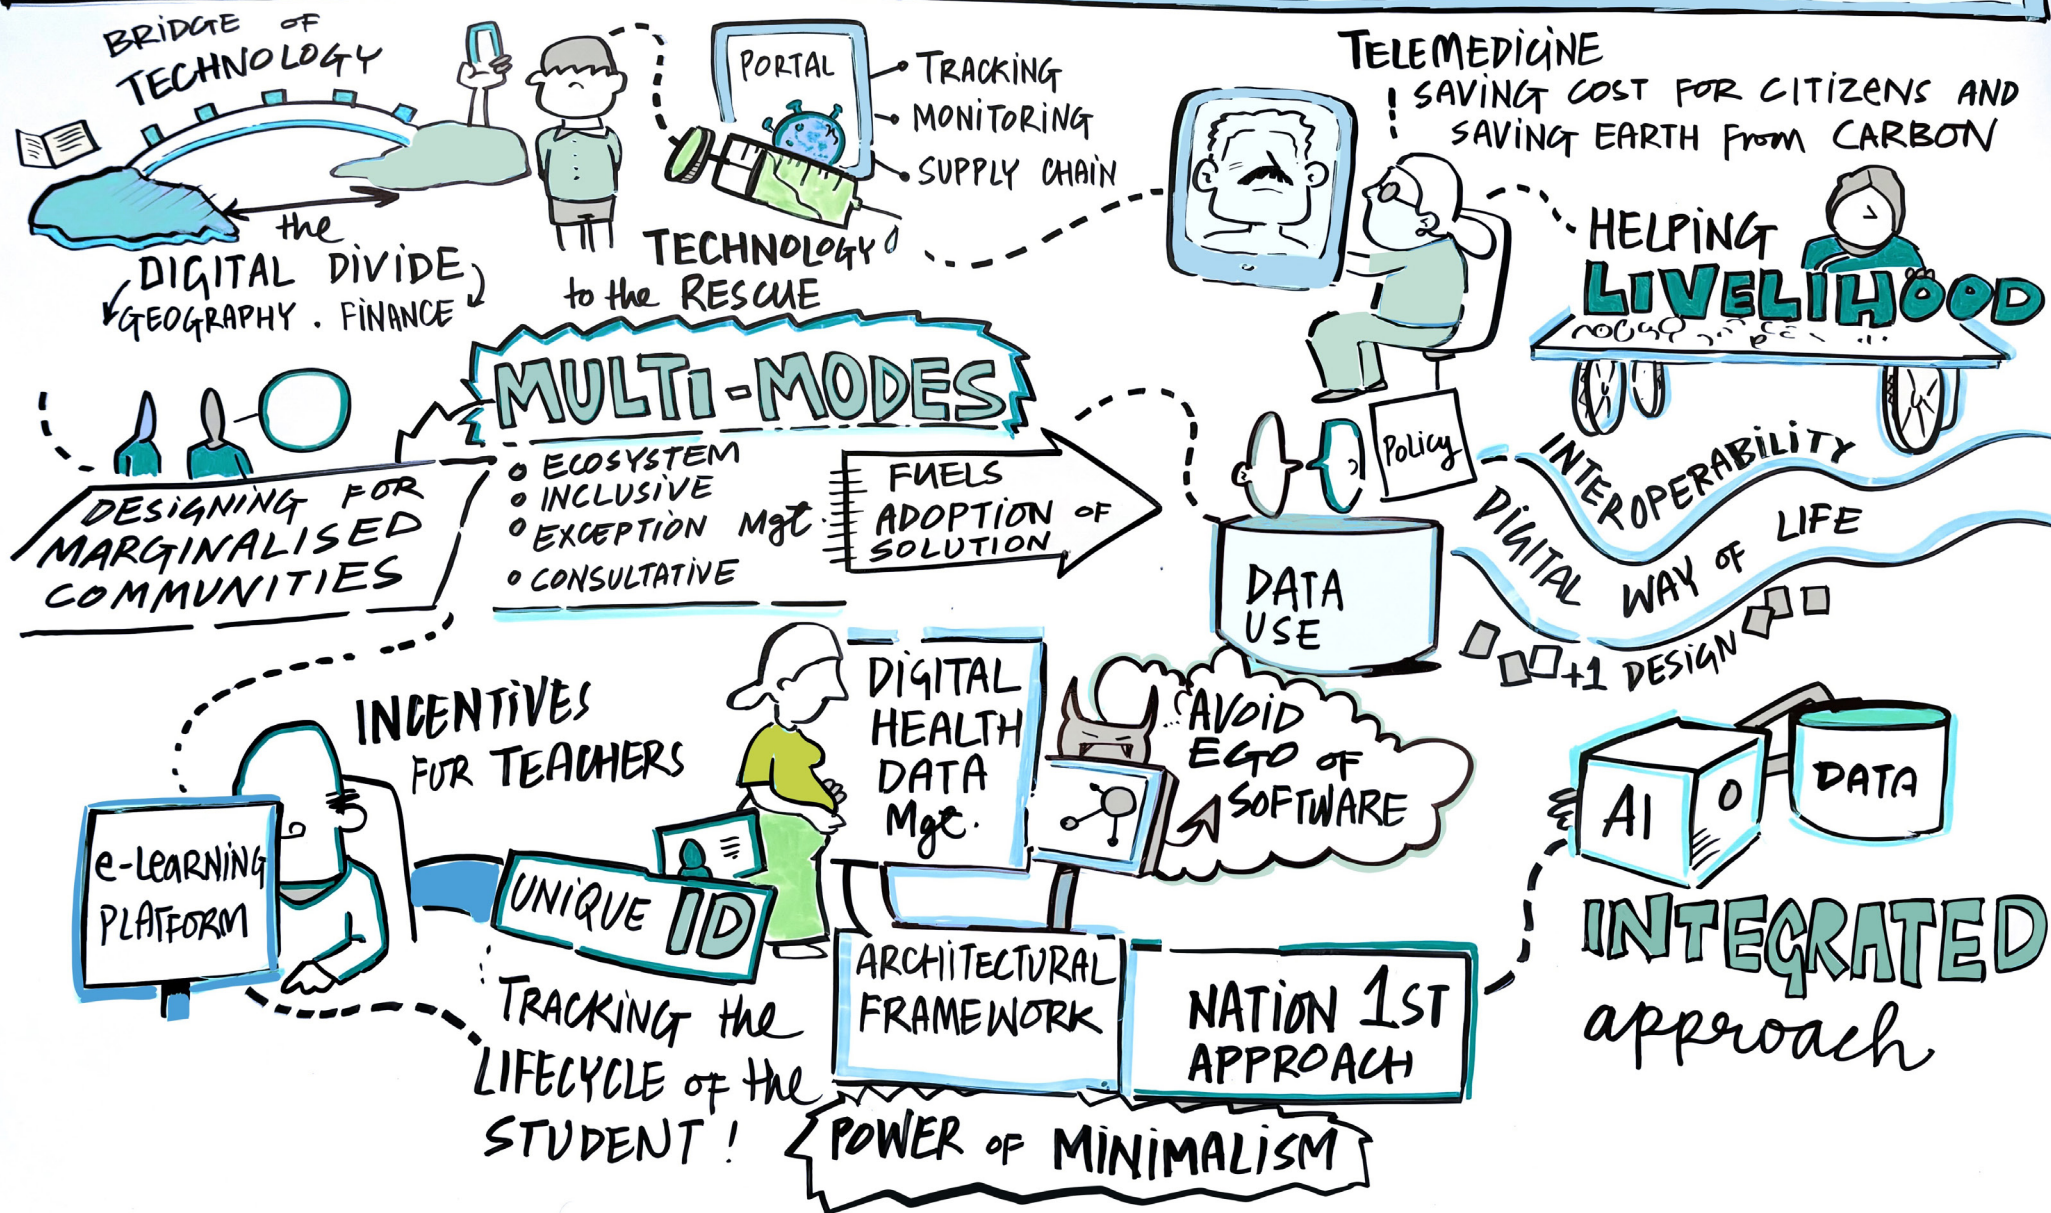 BRIDGE OF
TECHNOLOGY
the
DIGITAL DIVIDE
GEOGRAPHY . FINANCE
PORTAL
TRACKING
MONITORING
SUPPLY CHAIN
TECHNOLOGY
to the RESCUE
TELEMEDICINE
SAVING COST FOR CITIZENS AND
SAVING EARTH From CARBON
HELPING
LIVELIHOOD
DESIGNING FOR
MARGINALISED
COMMUNITIES
MULTI-MODES
• ECOSYSTEM
• INCLUSIVE
• EXCEPTION Mgt.
• CONSULTATIVE
FUELS
ADOPTION OF
SOLUTION
Policy
DATA
USE
INTEROPERABILITY
DIGITAL WAY OF LIFE
+1 DESIGN
INCENTIVES
FOR TEACHERS
e-LEARNING
PLATFORM
UNIQUE ID
TRACKING the
LIFECYCLE of the
STUDENT!
DIGITAL
HEALTH
DATA
Mgt.
AVOID
EGO OF
SOFTWARE
ARCHITECTURAL
FRAMEWORK
NATION 1ST
APPROACH
POWER OF MINIMALISM
AI
DATA
INTEGRATED
approach